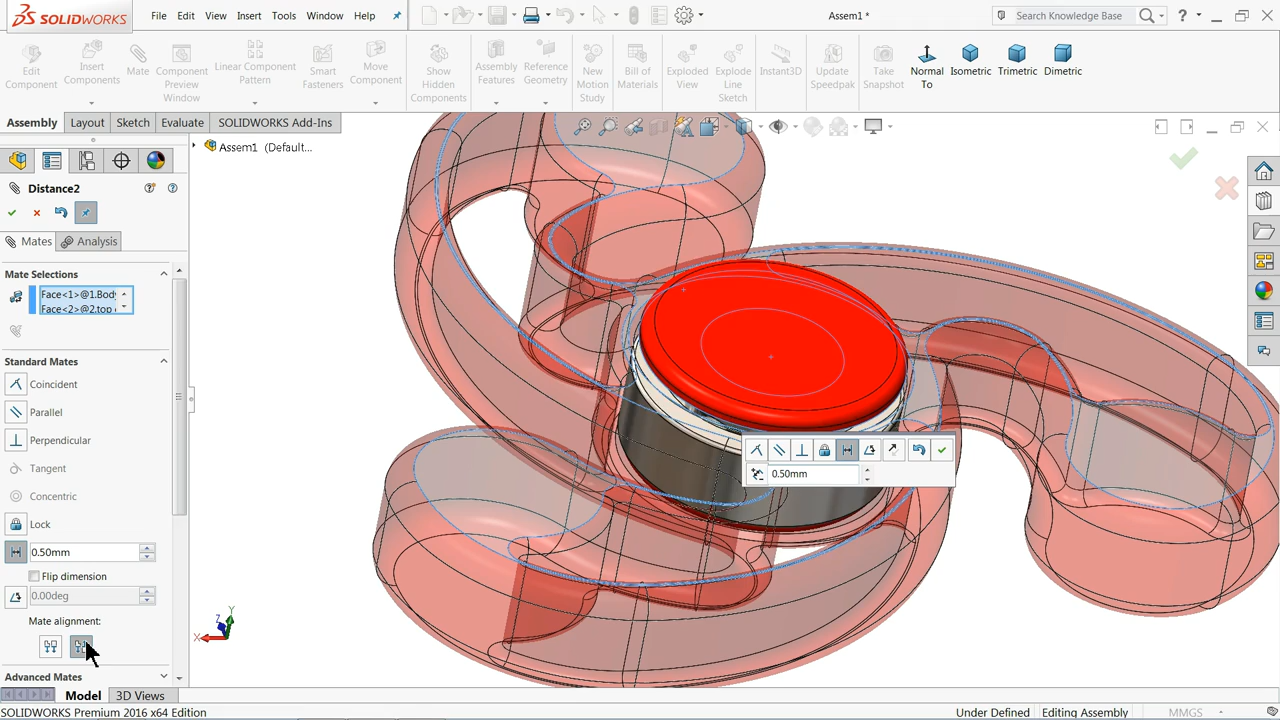 SOLIDWORKS
File Edit View Insert Tools Window Help
Assem1 *
Search Knowledge Base
?
Edit Component
Insert Components
Mate
Component Preview Window
Linear Component Pattern
Smart Fasteners
Move Component
Show Hidden Components
Assembly Features
Reference Geometry
New Motion Study
Bill of Materials
Exploded View
Explode Line Sketch
Instant3D
Update Speedpak
Take Snapshot
Normal To
Isometric
Trimetric
Dimetric
Assembly Layout Sketch Evaluate SOLIDWORKS Add-Ins
Assem1 (Default...
Distance2
Mates Analysis
Mate Selections
Face<1>@1.Body
Face<2>@2.top
Standard Mates
Coincident
Parallel
Perpendicular
Tangent
Concentric
Lock
0.50mm
Flip dimension
0.00deg
Mate alignment:
Advanced Mates
0.50mm
Y
Z
X
Model 3D Views
SOLIDWORKS Premium 2016 x64 Edition
Under Defined Editing Assembly MMGS